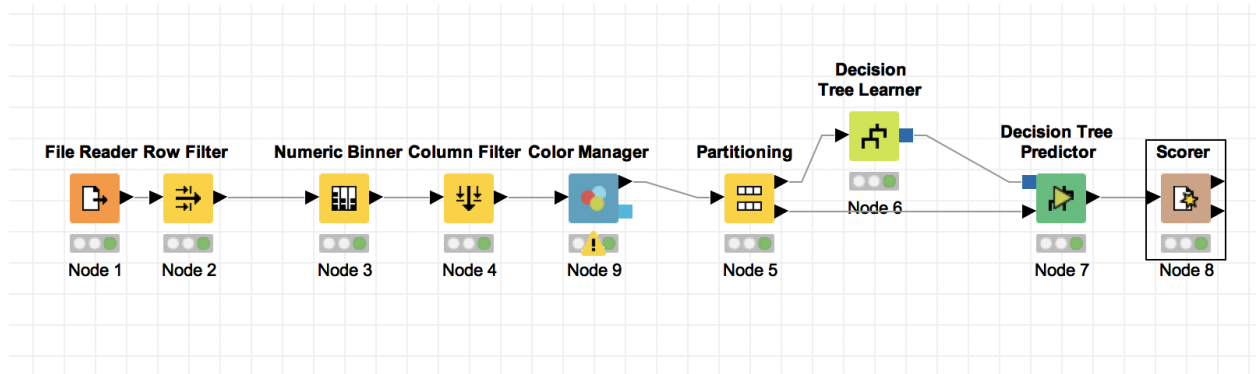 Decision
Tree Learner
Decision Tree
Predictor
File Reader
Row Filter
Numeric Binner
Column Filter
Color Manager
Partitioning
Scorer
Node 6
Node 1
Node 2
Node 3
Node 4
Node 9
Node 5
Node 7
Node 8